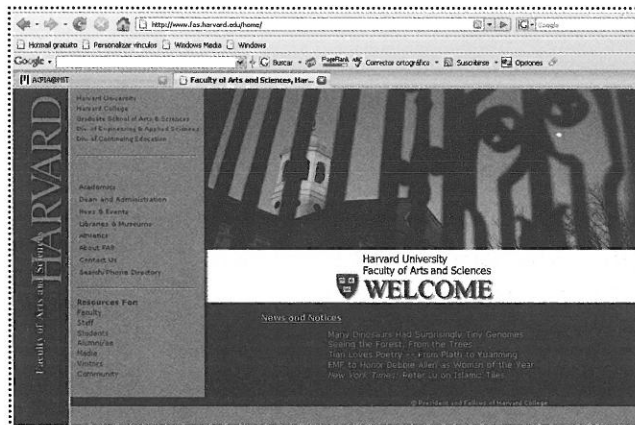 http://www.fas.harvard.edu/home/
Google
Hotmail gratuito Personalizar vínculos Windows Media Windows
Google Buscar PageRank Corrector ortográfico Suscribirse Opciones
Faculty of Arts and Sciences, Har...
Harvard University
Harvard College
Graduate School of Arts & Sciences
Div. of Engineering & Applied Sciences
Div. of Continuing Education
Academics
Dean and Administration
News & Events
Libraries & Museums
Athletics
About FAS
Contact Us
Search/Phone Directory
Resources For:
Faculty
Staff
Students
Alumni/ae
Media
Visitors
Community
HARVARD
Faculty of Arts and Sciences
Harvard University
Faculty of Arts and Sciences
WELCOME
News and Notices
Many Dinosaurs Had Surprisingly Tiny Genomes
Seeing the Forest, From the Trees
Tian Loves Poetry -- From Plath to Yuanming
EMF to Honor Debbie Allen as Woman of the Year
New York Times: Peter Lu on Islamic Tiles
© President and Fellows of Harvard College